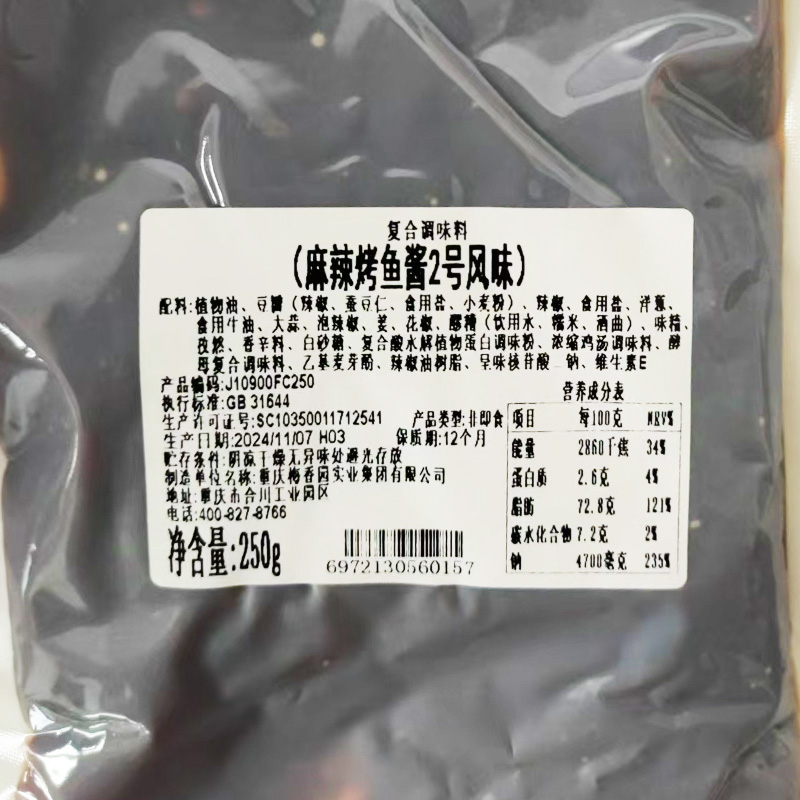 复合调味料
（麻辣烤鱼酱2号风味）
配料:植物油、豆瓣（辣椒、蚕豆仁、食用盐、小麦粉）、辣椒、食用盐、洋葱、
食用牛油、大蒜、泡辣椒、姜、花椒、醪糟（饮用水、糯米、酒曲）、味精、
孜然、香辛料、白砂糖、复合酸水解植物蛋白调味粉、浓缩鸡汤调味料、酵
母复合调味料、乙基麦芽酚、辣椒油树脂、呈味核苷酸二钠、维生素E
产品编码:J10900FC250
执行标准:GB 31644
生产许可证号:SC10350011712541 产品类型:非即食
生产日期:2024/11/07 H03 保质期:12个月
贮存条件:阴凉干燥无异味处避光存放
制造单位名称:重庆梅香园实业集团有限公司
地址:重庆市合川工业园区
电话:400-827-8766
净含量:250g
6972130560157
营养成分表
项目 每100克 NRV%
能量 2860千焦 34%
蛋白质 2.6克 4%
脂肪 72.8克 121%
碳水化合物 7.2克 2%
钠 4700毫克 235%